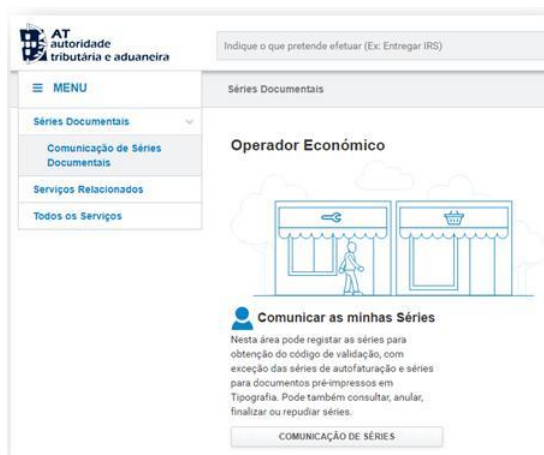 AT
autoridade
tributária e aduaneira
Indique o que pretende efetuar (Ex: Entregar IRS)
MENU
Séries Documentais
Séries Documentais
Comunicação de Séries
Documentais
Serviços Relacionados
Todos os Serviços
Operador Económico
Comunicar as minhas Séries
Nesta área pode registar as séries para
obtenção do código de validação, com
exceção das séries de autofaturação e séries
para documentos pré-impressos em
Tipografia. Pode também consultar, anular,
finalizar ou repudiar séries.
COMUNICAÇÃO DE SÉRIES